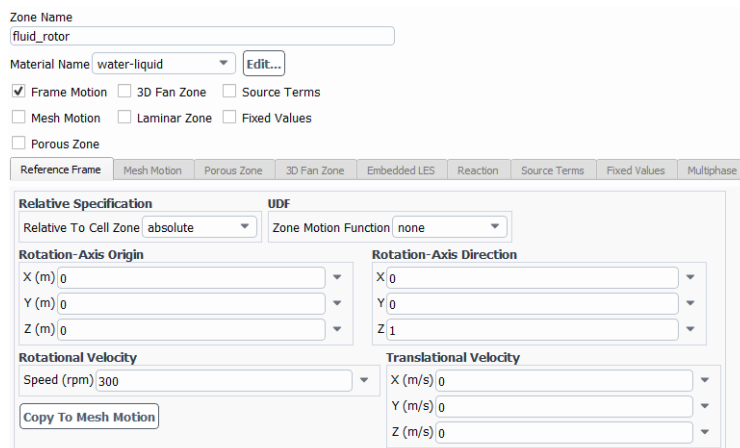 Zone Name
fluid_rotor
Material Name water-liquid Edit...
Frame Motion 3D Fan Zone Source Terms
Mesh Motion Laminar Zone Fixed Values
Porous Zone
Reference Frame Mesh Motion Porous Zone 3D Fan Zone Embedded LES Reaction Source Terms Fixed Values Multiphase
Relative Specification UDF
Relative To Cell Zone absolute Zone Motion Function none
Rotation-Axis Origin Rotation-Axis Direction
X (m) 0 X 0
Y (m) 0 Y 0
Z (m) 0 Z 1
Rotational Velocity Translational Velocity
Speed (rpm) 300 X (m/s) 0
Copy To Mesh Motion Y (m/s) 0
Z (m/s) 0